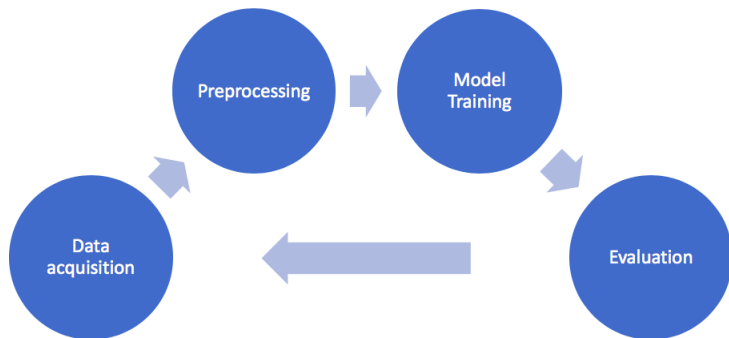 Preprocessing
Model
Training
Data
acquisition
Evaluation